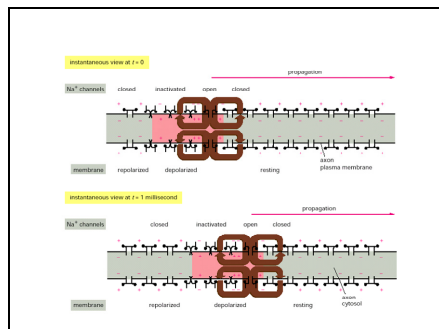 instantaneous view at t = 0
propagation
Na⁺ channels closed inactivated open closed
axon
plasma membrane
membrane repolarized depolarized resting
instantaneous view at t = 1 millisecond
propagation
Na⁺ channels closed inactivated open closed
axon
cytosol
membrane repolarized depolarized resting